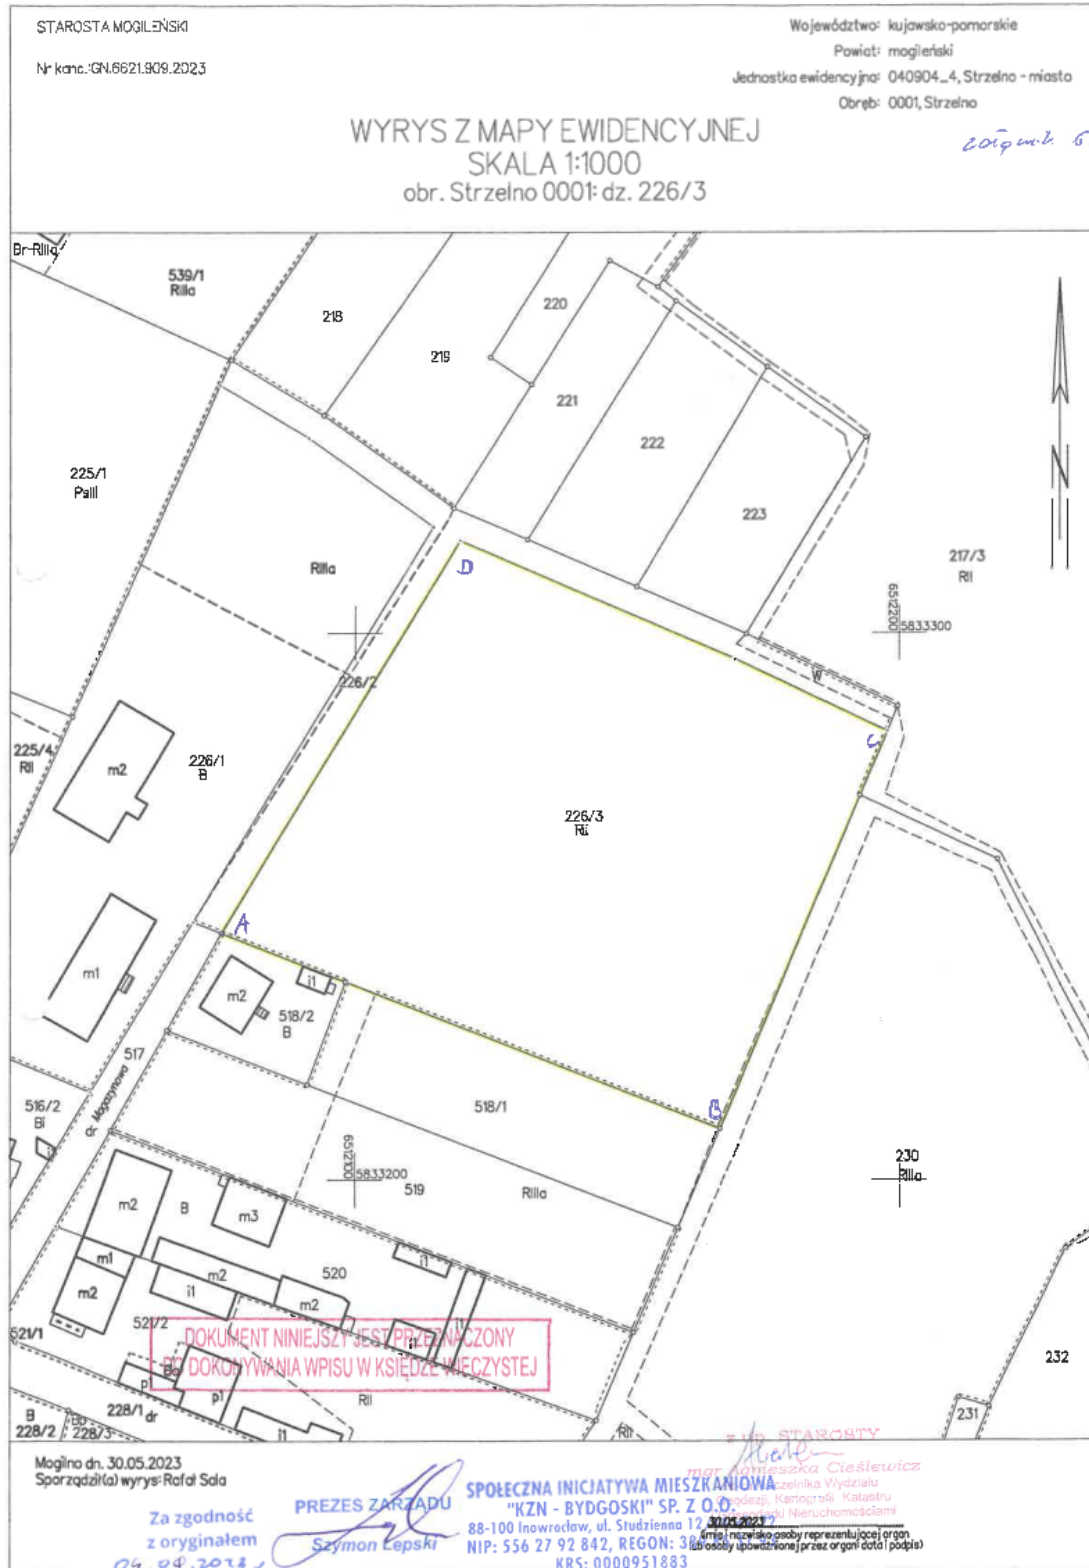 STAROSTA MOGILEŃSKI
Nr kanc.:GN.6621.909.2023
Województwo: kujawsko-pomorskie
Powiat: mogileński
Jednostka ewidencyjna: 040904_4, Strzelno - miasto
Obręb: 0001, Strzelno
WYRYS Z MAPY EWIDENCYJNEJ
SKALA 1:1000
obr. Strzelno 0001: dz. 226/3
Br-RIIIa
539/1
RIIIa
218
219
220
221
222
223
225/1
PsIII
RIIIa
D
217/3
RII
6512200
5833300
226/2
W
C
225/4
RII
m2
226/1
B
226/3
RII
A
m1
m2
i1
518/2
B
517
dr Magazynowa
516/2
Bi
i
518/1
B
6512100
5833200
519
RIIIa
230
RIIIa
m2
B
m3
m1
m2
m2
i1
520
m2
i1
i1
i1
521/1
521/2
DOKUMENT NINIEJSZY JEST PRZEZNACZONY
DO DOKONYWANIA WPISU W KSIĘDZE WIECZYSTEJ
p1
p1
RII
B
228/2
228/3
228/1 dr
i1
RII
231
232
Mogilno dn. 30.05.2023
Sporządził(a) wyrys: Rafał Sala
Za zgodność
z oryginałem
PREZES ZARZĄDU
Szymon Łepski
SPOŁECZNA INICJATYWA MIESZKANIOWA
"KZN - BYDGOSKI" SP. Z O.O.
88-100 Inowrocław, ul. Studzienna 12
NIP: 556 27 92 842, REGON:
KRS: 0000951883
z up. STAROSTY
mgr Agnieszka Cieślewicz
Naczelnika Wydziału
Geodezji, Kartografii, Katastru
i Gospodarki Nieruchomościami
30.05.2023
(imię i nazwisko osoby reprezentującej organ
lub osoby upoważnionej przez organ: data i podpis)